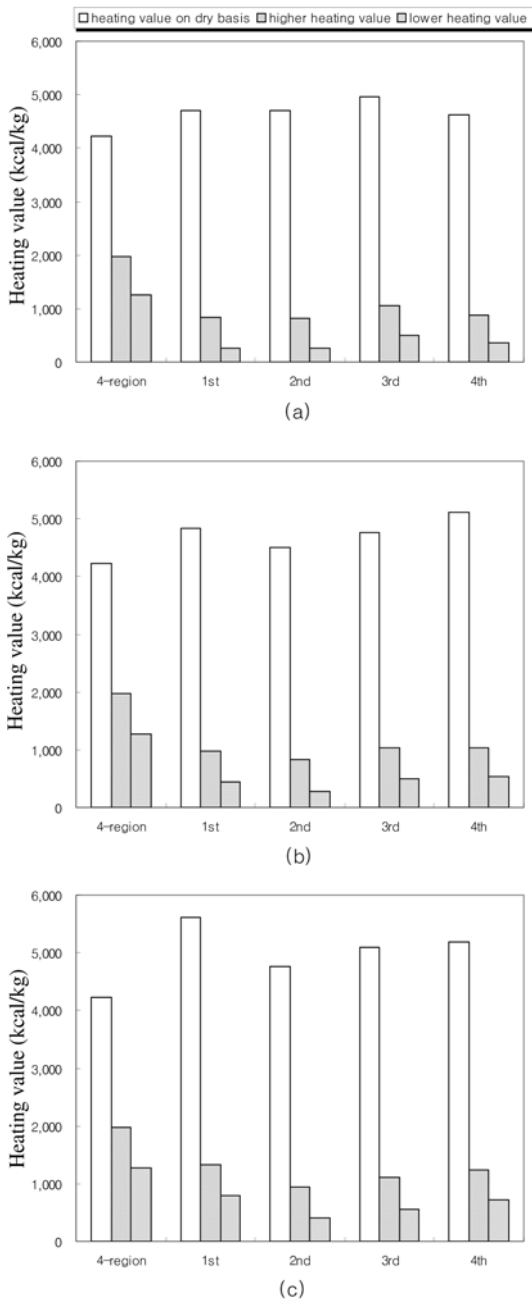 heating value on dry basis higher heating value lower heating value
6,000
5,000
4,000
3,000
2,000
1,000
0
Heating value (kcal/kg)
4-region 1st 2nd 3rd 4th
(a)
6,000
5,000
4,000
3,000
2,000
1,000
0
Heating value (kcal/kg)
4-region 1st 2nd 3rd 4th
(b)
6,000
5,000
4,000
3,000
2,000
1,000
0
Heating value (kcal/kg)
4-region 1st 2nd 3rd 4th
(c)